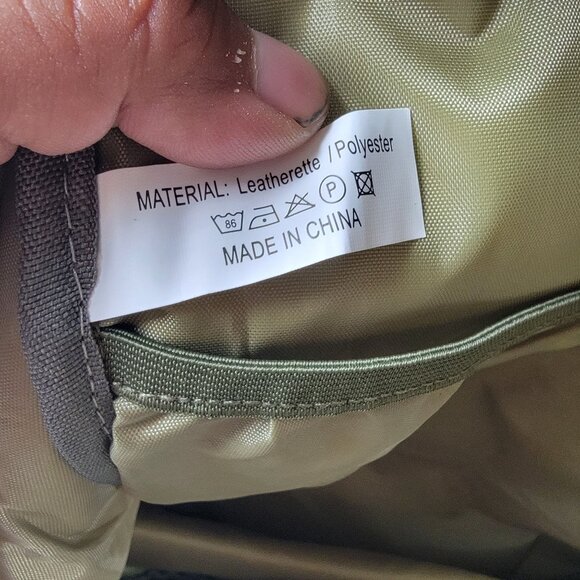 MATERIAL: Leatherette / Polyester
86 P
MADE IN CHINA